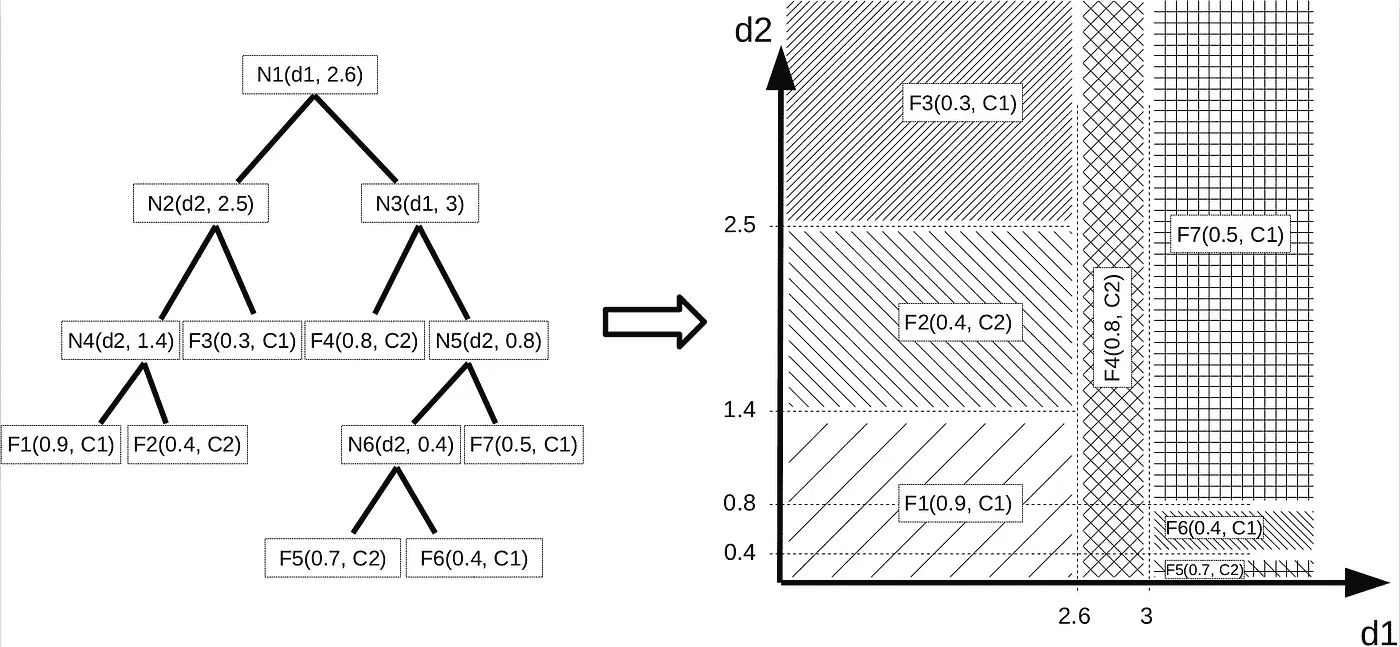 N1(d1, 2.6)
N2(d2, 2.5)
N3(d1, 3)
N4(d2, 1.4)
F3(0.3, C1)
F4(0.8, C2)
N5(d2, 0.8)
F1(0.9, C1)
F2(0.4, C2)
N6(d2, 0.4)
F7(0.5, C1)
F5(0.7, C2)
F6(0.4, C1)
d2
F3(0.3, C1)
2.5
F7(0.5, C1)
F2(0.4, C2)
F4(0.8, C2)
1.4
F1(0.9, C1)
0.8
F6(0.4, C1)
0.4
F5(0.7, C2)
2.6
3
d1